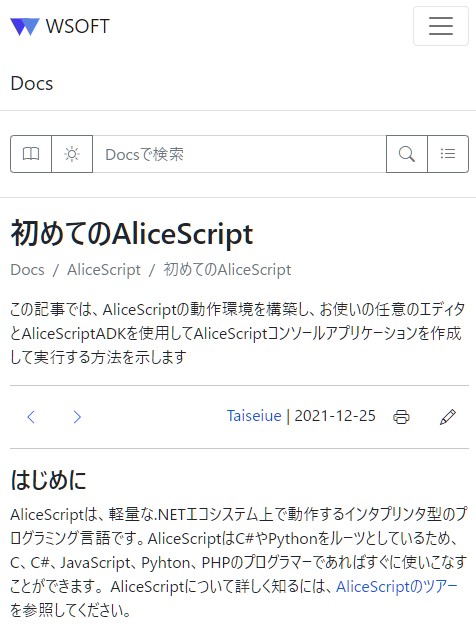 WSOFT
Docs
Docsで検索
初めてのAliceScript
Docs / AliceScript / 初めてのAliceScript
この記事では、AliceScriptの動作環境を構築し、お使いの任意のエディタ
とAliceScriptADKを使用してAliceScriptコンソールアプリケーションを作成
して実行する方法を示します
Taiseiue | 2021-12-25
はじめに
AliceScriptは、軽量な.NETエコシステム上で動作するインタプリンタ型のプ
ログラミング言語です。AliceScriptはC#やPythonをルーツとしているため、
C、C#、JavaScript、Pyhton、PHPのプログラマーであればすぐに使いこなす
ことができます。 AliceScriptについて詳しく知るには、AliceScriptのツアー
を参照してください。